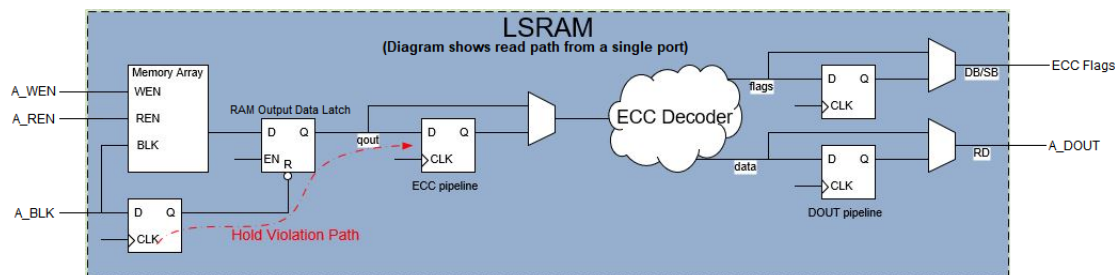 LSRAM
(Diagram shows read path from a single port)
Memory Array
A_WEN
WEN
A_REN
REN
BLK
RAM Output Data Latch
D
Q
EN
R
qout
D
Q
CLK
ECC pipeline
ECC Decoder
flags
D
Q
CLK
DB/SB
ECC Flags
data
D
Q
CLK
DOUT pipeline
RD
A_DOUT
A_BLK
D
Q
CLK
Hold Violation Path